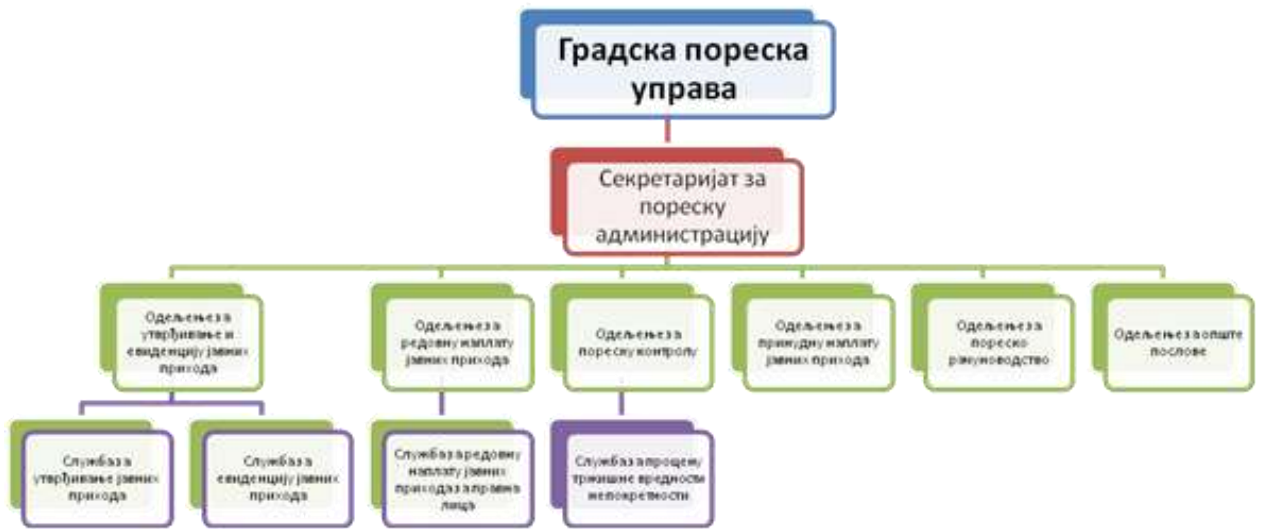 Градска пореска
управа
Секретаријат за
пореску
администрацију
Одељење за
утврђивање и
евиденцију јавних
прихода
Одељење за
редовну наплату
јавних прихода
Одељење за
пореску контролу
Одељење за
принудну наплату
јавних прихода
Одељење за
пореско
рачуноводство
Одељење за опште
послове
Служба за
утврђивање јавних
прихода
Служба за
евиденцију јавних
прихода
Служба за редовну
наплату јавних
прихода за правна
лица
Служба за процену
тржишне вредности
непокретности